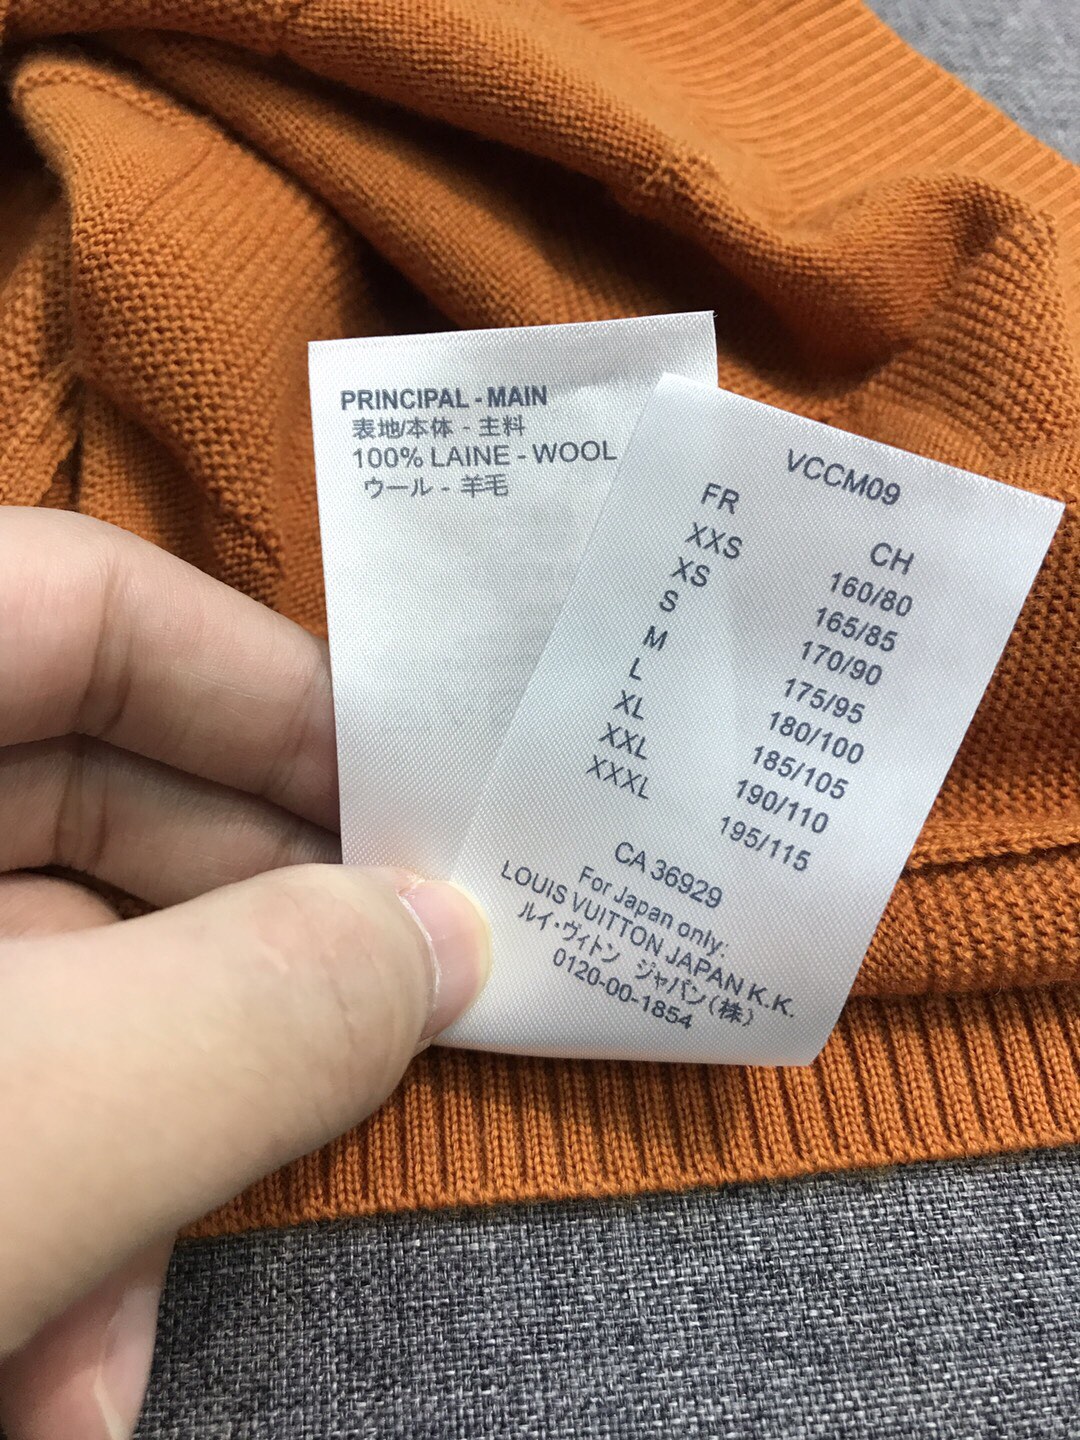 PRINCIPAL - MAIN
表地/本体 - 主料
100% LAINE - WOOL
ウール - 羊毛
VCCM09
FR CH
XXS 160/80
XS 165/85
S 170/90
M 175/95
L 180/100
XL 185/105
XXL 190/110
XXXL 195/115
CA 36929
For Japan only:
LOUIS VUITTON JAPAN K.K.
ルイ・ヴィトン ジャパン(株)
0120-00-1854